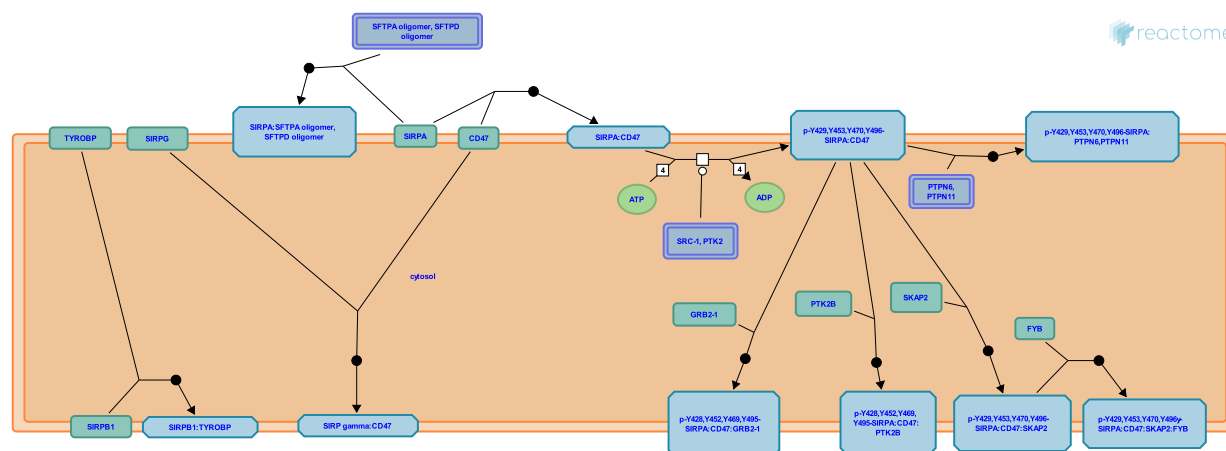 SFTPA oligomer, SFTPD
oligomer
reactome
TYROBP
SIRPG
SIRPA:SFTPA oligomer,
SFTPD oligomer
SIRPA
CD47
SIRPA:CD47
p-Y429,Y453,Y470,Y496-
SIRPA:CD47
p-Y429,Y453,Y470,Y496-SIRPA:
PTPN6,PTPN11
4
4
ATP
ADP
PTPN6,
PTPN11
SRC-1, PTK2
cytosol
GRB2-1
PTK2B
SKAP2
FYB
SIRPB1
SIRPB1:TYROBP
SIRP gamma:CD47
p-Y428,Y452,Y469,Y495-
SIRPA:CD47:GRB2-1
p-Y428,Y452,Y469,
Y495-SIRPA:CD47:
PTK2B
p-Y429,Y453,Y470,Y496-
SIRPA:CD47:SKAP2
p-Y429,Y453,Y470,Y496y-
SIRPA:CD47:SKAP2:FYB